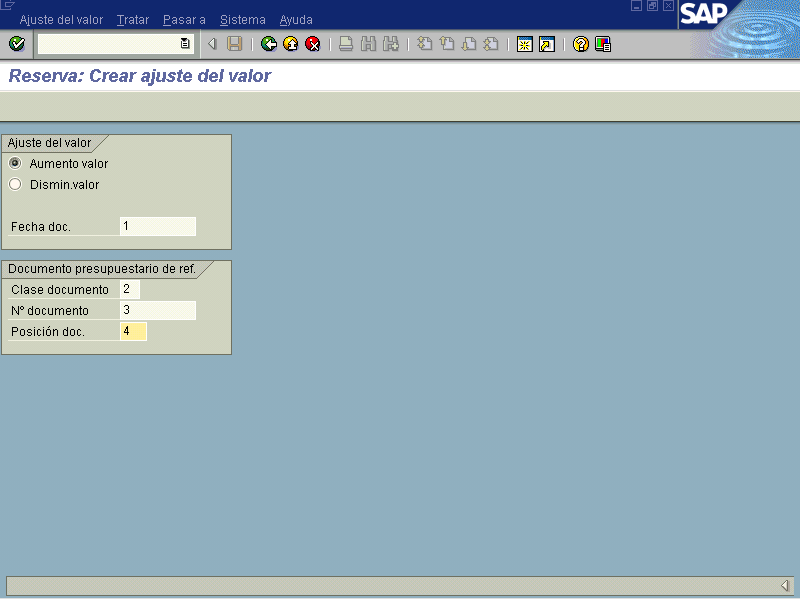 Ajuste del valor Tratar Pasar a Sistema Ayuda
SAP
Reserva: Crear ajuste del valor
Ajuste del valor
Aumento valor
Dismin.valor
Fecha doc. 1
Documento presupuestario de ref.
Clase documento 2
Nº documento 3
Posición doc. 4